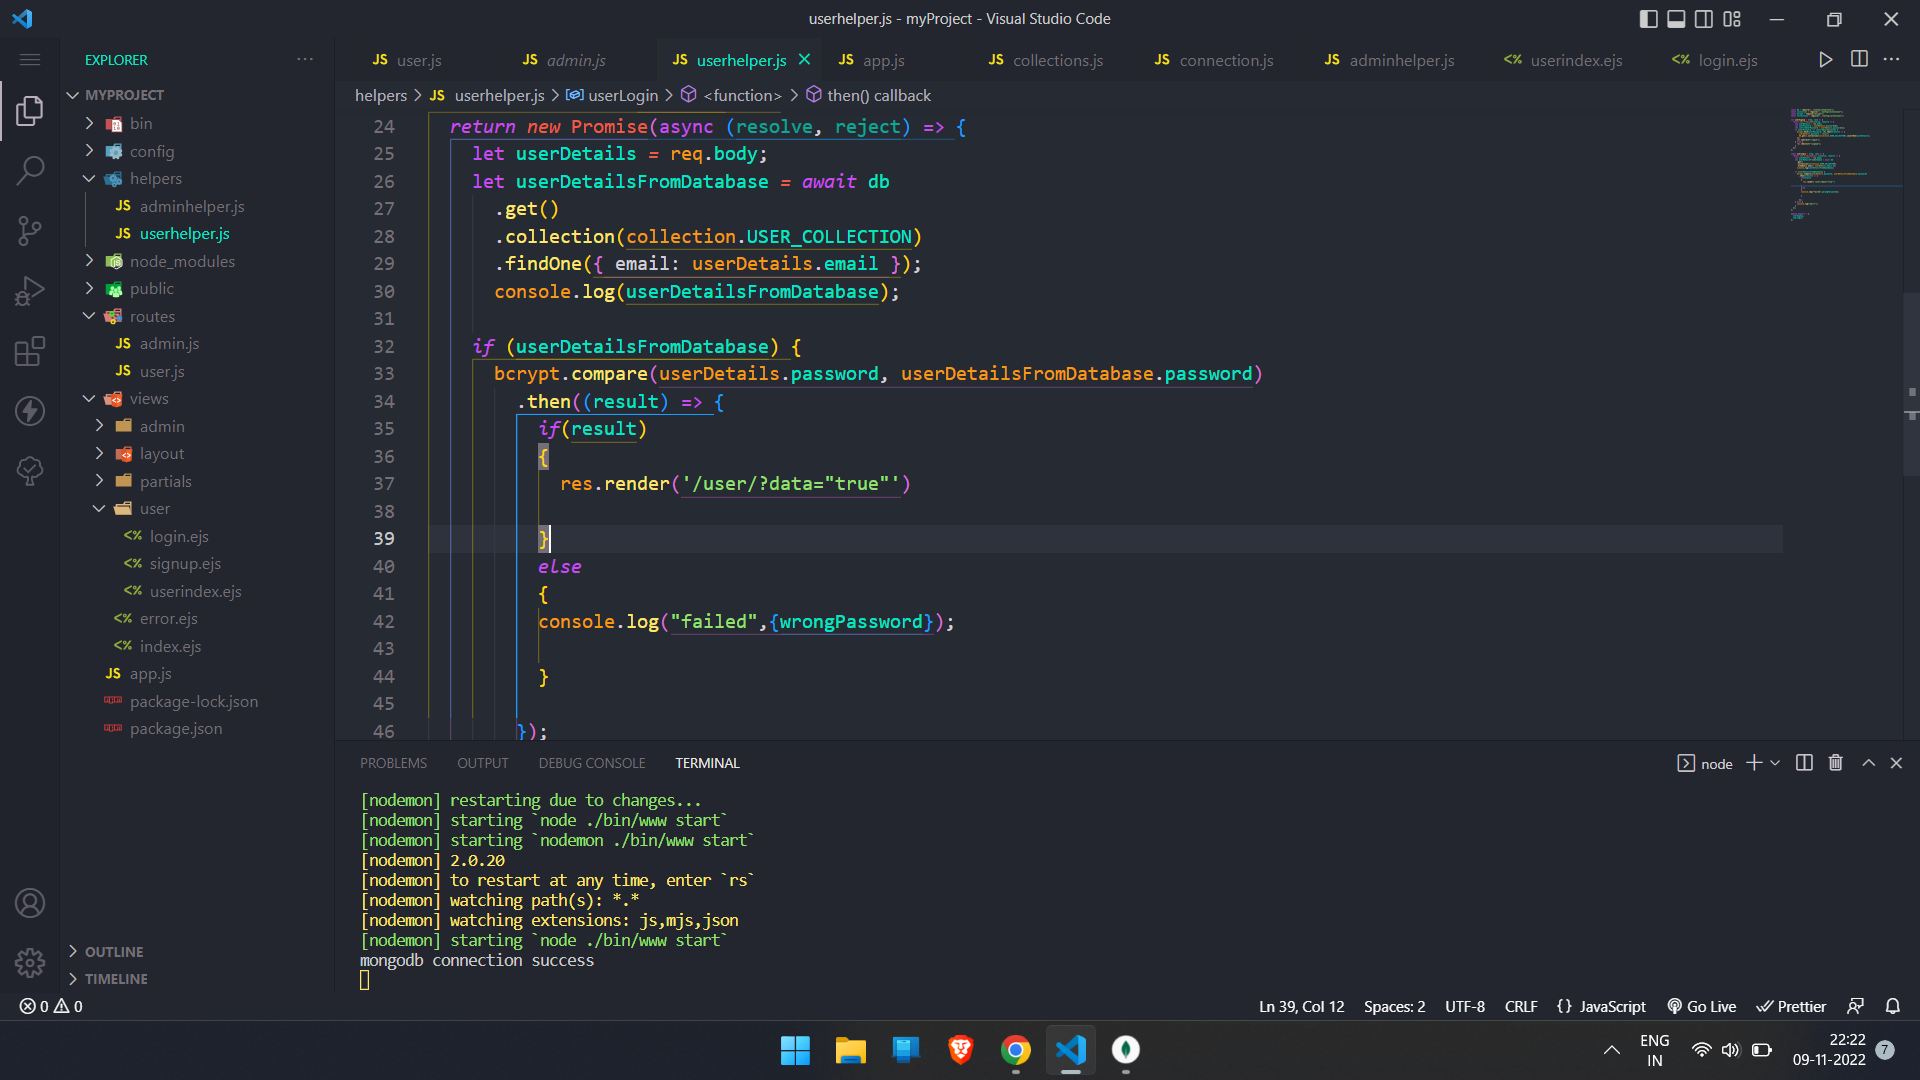 userhelper.js - myProject - Visual Studio Code
EXPLORER
JS user.js
JS admin.js
JS userhelper.js
JS app.js
JS collections.js
JS connection.js
JS adminhelper.js
<% userindex.ejs
<% login.ejs
helpers > JS userhelper.js > userLogin > <function> > then() callback
MYPROJECT
bin
config
helpers
JS adminhelper.js
JS userhelper.js
node_modules
public
routes
JS admin.js
JS user.js
views
admin
layout
partials
user
<% login.ejs
<% signup.ejs
<% userindex.ejs
<% error.ejs
<% index.ejs
JS app.js
package-lock.json
package.json
OUTLINE
TIMELINE
24 return new Promise(async (resolve, reject) => {
25 let userDetails = req.body;
26 let userDetailsFromDatabase = await db
27 .get()
28 .collection(collection.USER_COLLECTION)
29 .findOne({ email: userDetails.email });
30 console.log(userDetailsFromDatabase);
31
32 if (userDetailsFromDatabase) {
33 bcrypt.compare(userDetails.password, userDetailsFromDatabase.password)
34 .then((result) => {
35 if(result)
36 {
37 res.render('/user/?data="true"')
38
39 }
40 else
41 {
42 console.log("failed",{wrongPassword});
43
44 }
45
46 });
PROBLEMS OUTPUT DEBUG CONSOLE TERMINAL
node
[nodemon] restarting due to changes...
[nodemon] starting `node ./bin/www start`
[nodemon] starting `nodemon ./bin/www start`
[nodemon] 2.0.20
[nodemon] to restart at any time, enter `rs`
[nodemon] watching path(s): *.*
[nodemon] watching extensions: js,mjs,json
[nodemon] starting `node ./bin/www start`
mongodb connection success
0 0
Ln 39, Col 12 Spaces: 2 UTF-8 CRLF {} JavaScript Go Live Prettier
ENG
IN
22:22
09-11-2022
7